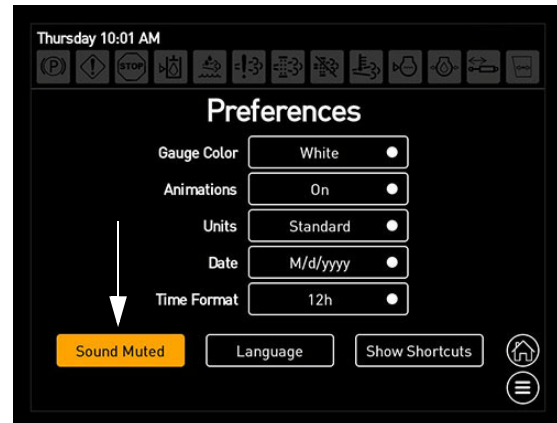 Thursday 10:01 AM
P STOP
Preferences
Gauge Color White
Animations On
Units Standard
Date M/d/yyyy
Time Format 12h
Sound Muted Language Show Shortcuts